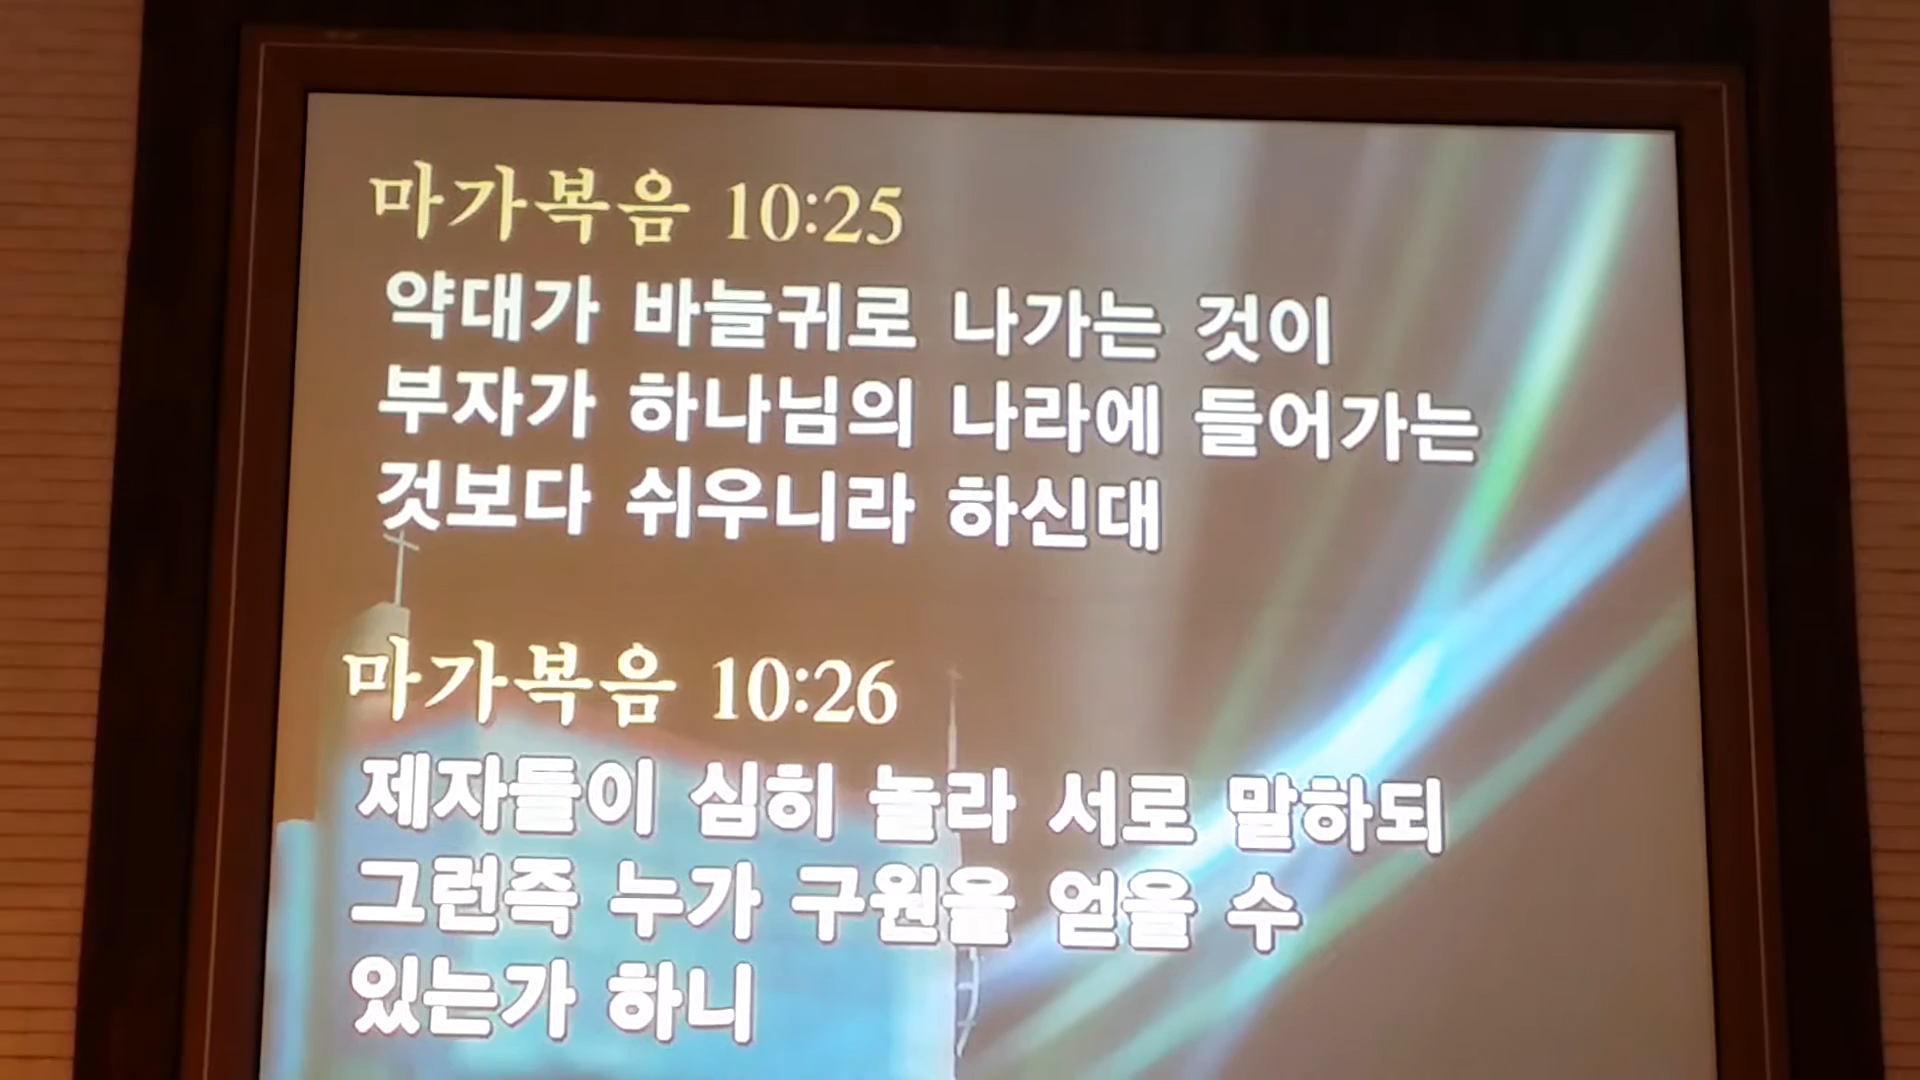 마가복음 10:25
약대가 바늘귀로 나가는 것이
부자가 하나님의 나라에 들어가는
것보다 쉬우니라 하신대
마가복음 10:26
제자들이 심히 놀라 서로 말하되
그런즉 누가 구원을 얻을 수
있는가 하니